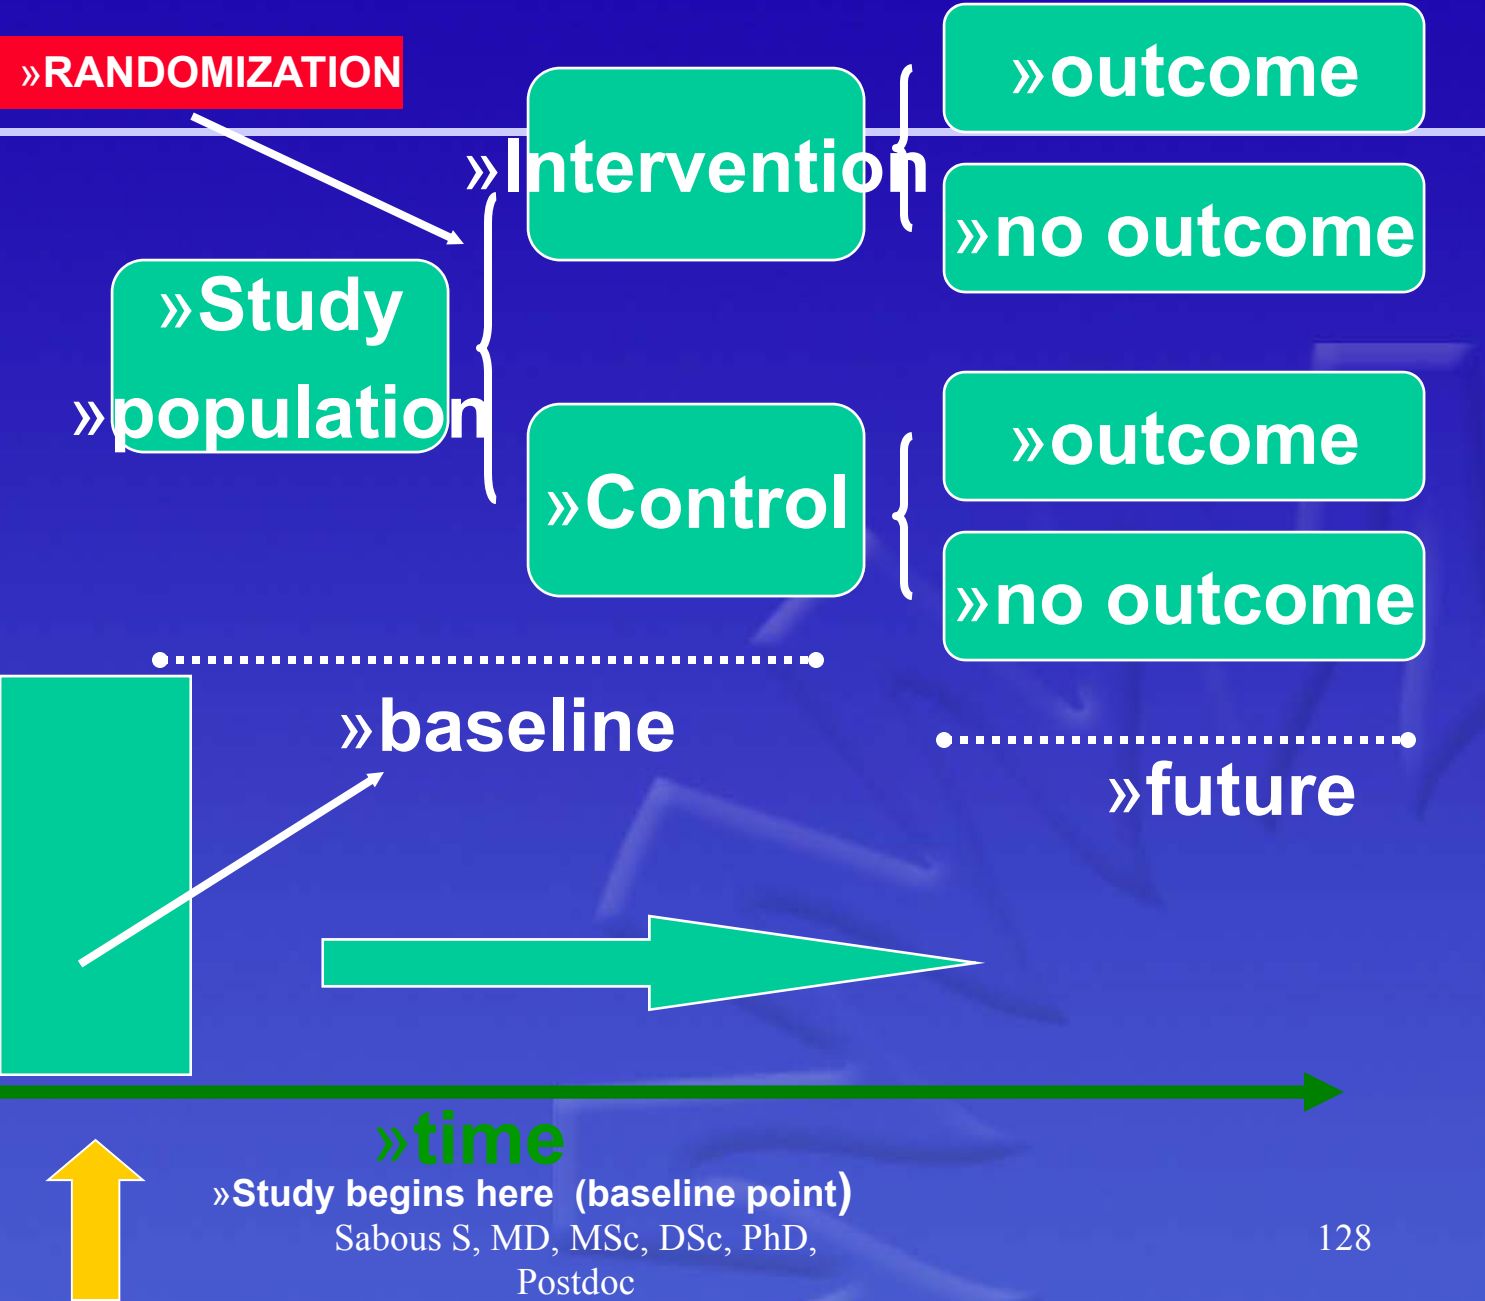 »RANDOMIZATION
»outcome
»Intervention
»no outcome
»Study
»population
»outcome
»Control
»no outcome
»baseline
»future
»time
»Study begins here (baseline point)
Sabous S, MD, MSc, DSc, PhD,
Postdoc
128